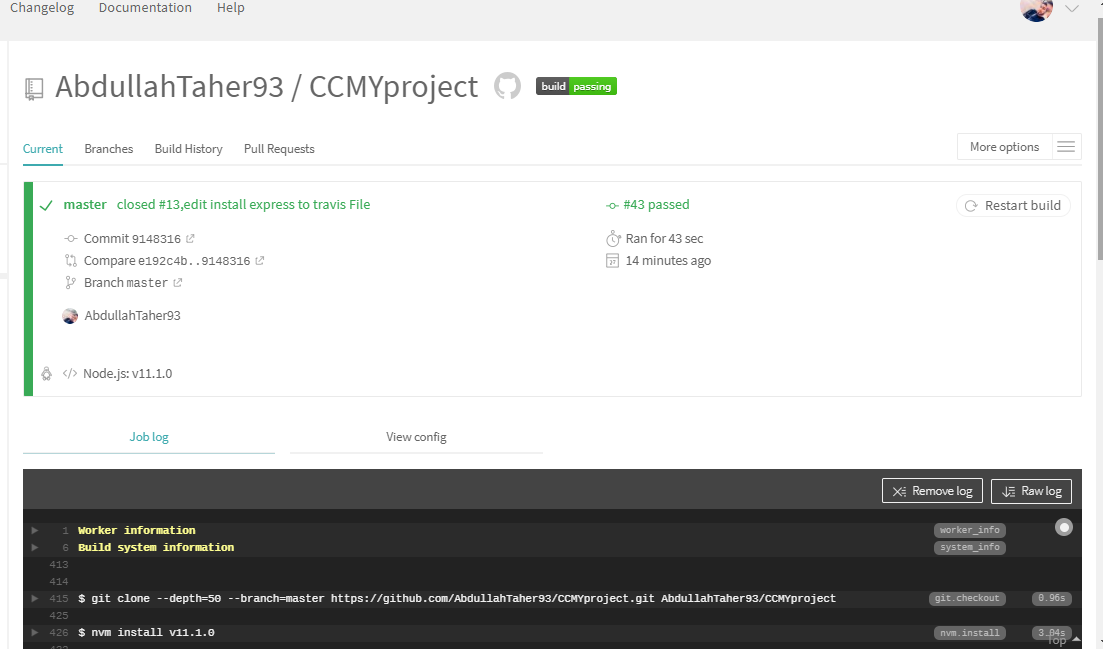 Changelog Documentation Help
AbdullahTaher93 / CCMYproject build passing
Current Branches Build History Pull Requests More options
master closed #13,edit install express to travis File #43 passed Restart build
Commit 9148316 Ran for 43 sec
Compare e192c4b..9148316 14 minutes ago
Branch master
AbdullahTaher93
</> Node.js: v11.1.0
Job log View config
Remove log Raw log
1 Worker information worker_info
6 Build system information system_info
413
414
415 $ git clone --depth=50 --branch=master https://github.com/AbdullahTaher93/CCMYproject.git AbdullahTaher93/CCMYproject git.checkout 0.96s
425
426 $ nvm install v11.1.0 nvm.install 3.04s
Top